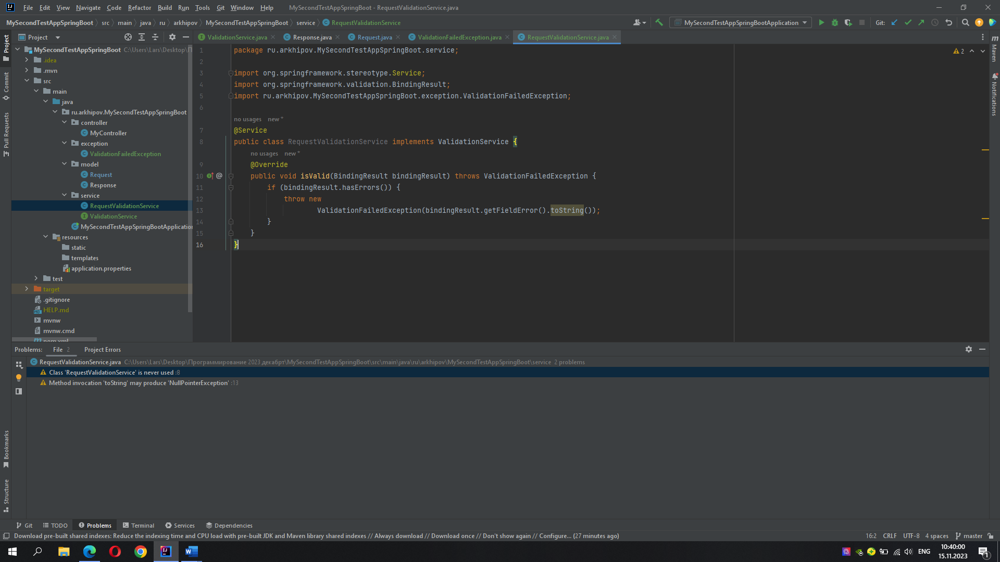 File Edit View Navigate Code Refactor Build Run Tools Git Window Help MySecondTestAppSpringBoot - RequestValidationService.java
MySecondTestAppSpringBoot src main java ru arkhipov MySecondTestAppSpringBoot service RequestValidationService MySecondTestAppSpringBootApplication Git:
Project
ValidationService.java Response.java Request.java ValidationFailedException.java RequestValidationService.java
Project
Commit
Pull Requests
Bookmarks
Structure
MySecondTestAppSpringBoot C:\Users\Lars\Desktop\П
.idea
.mvn
src
main
java
ru.arkhipov.MySecondTestAppSpringBoot
controller
MyController
exception
ValidationFailedException
model
Request
Response
service
RequestValidationService
ValidationService
MySecondTestAppSpringBootApplication
resources
static
templates
application.properties
test
target
.gitignore
HELP.md
mvnw
mvnw.cmd
pom.xml
1 package ru.arkhipov.MySecondTestAppSpringBoot.service;
2
3 import org.springframework.stereotype.Service;
4 import org.springframework.validation.BindingResult;
5 import ru.arkhipov.MySecondTestAppSpringBoot.exception.ValidationFailedException;
6
no usages new *
7 @Service
8 public class RequestValidationService implements ValidationService {
no usages new *
9 @Override
10 public void isValid(BindingResult bindingResult) throws ValidationFailedException {
11 if (bindingResult.hasErrors()) {
12 throw new
13 ValidationFailedException(bindingResult.getFieldError().toString());
14 }
15 }
16 }
2
Maven
Notifications
Problems: File 2 Project Errors
RequestValidationService.java C:\Users\Lars\Desktop\Программирование 2023 декабрт\MySecondTestAppSpringBoot\src\main\java\ru\arkhipov\MySecondTestAppSpringBoot\service 2 problems
Class 'RequestValidationService' is never used :8
Method invocation 'toString' may produce 'NullPointerException' :13
Git TODO Problems Terminal Services Dependencies
Download pre-built shared indexes: Reduce the indexing time and CPU load with pre-built JDK and Maven library shared indexes // Always download // Download once // Don't show again // Configure... (27 minutes ago) 16:2 CRLF UTF-8 4 spaces master
ENG 10:40:00
15.11.2023
1